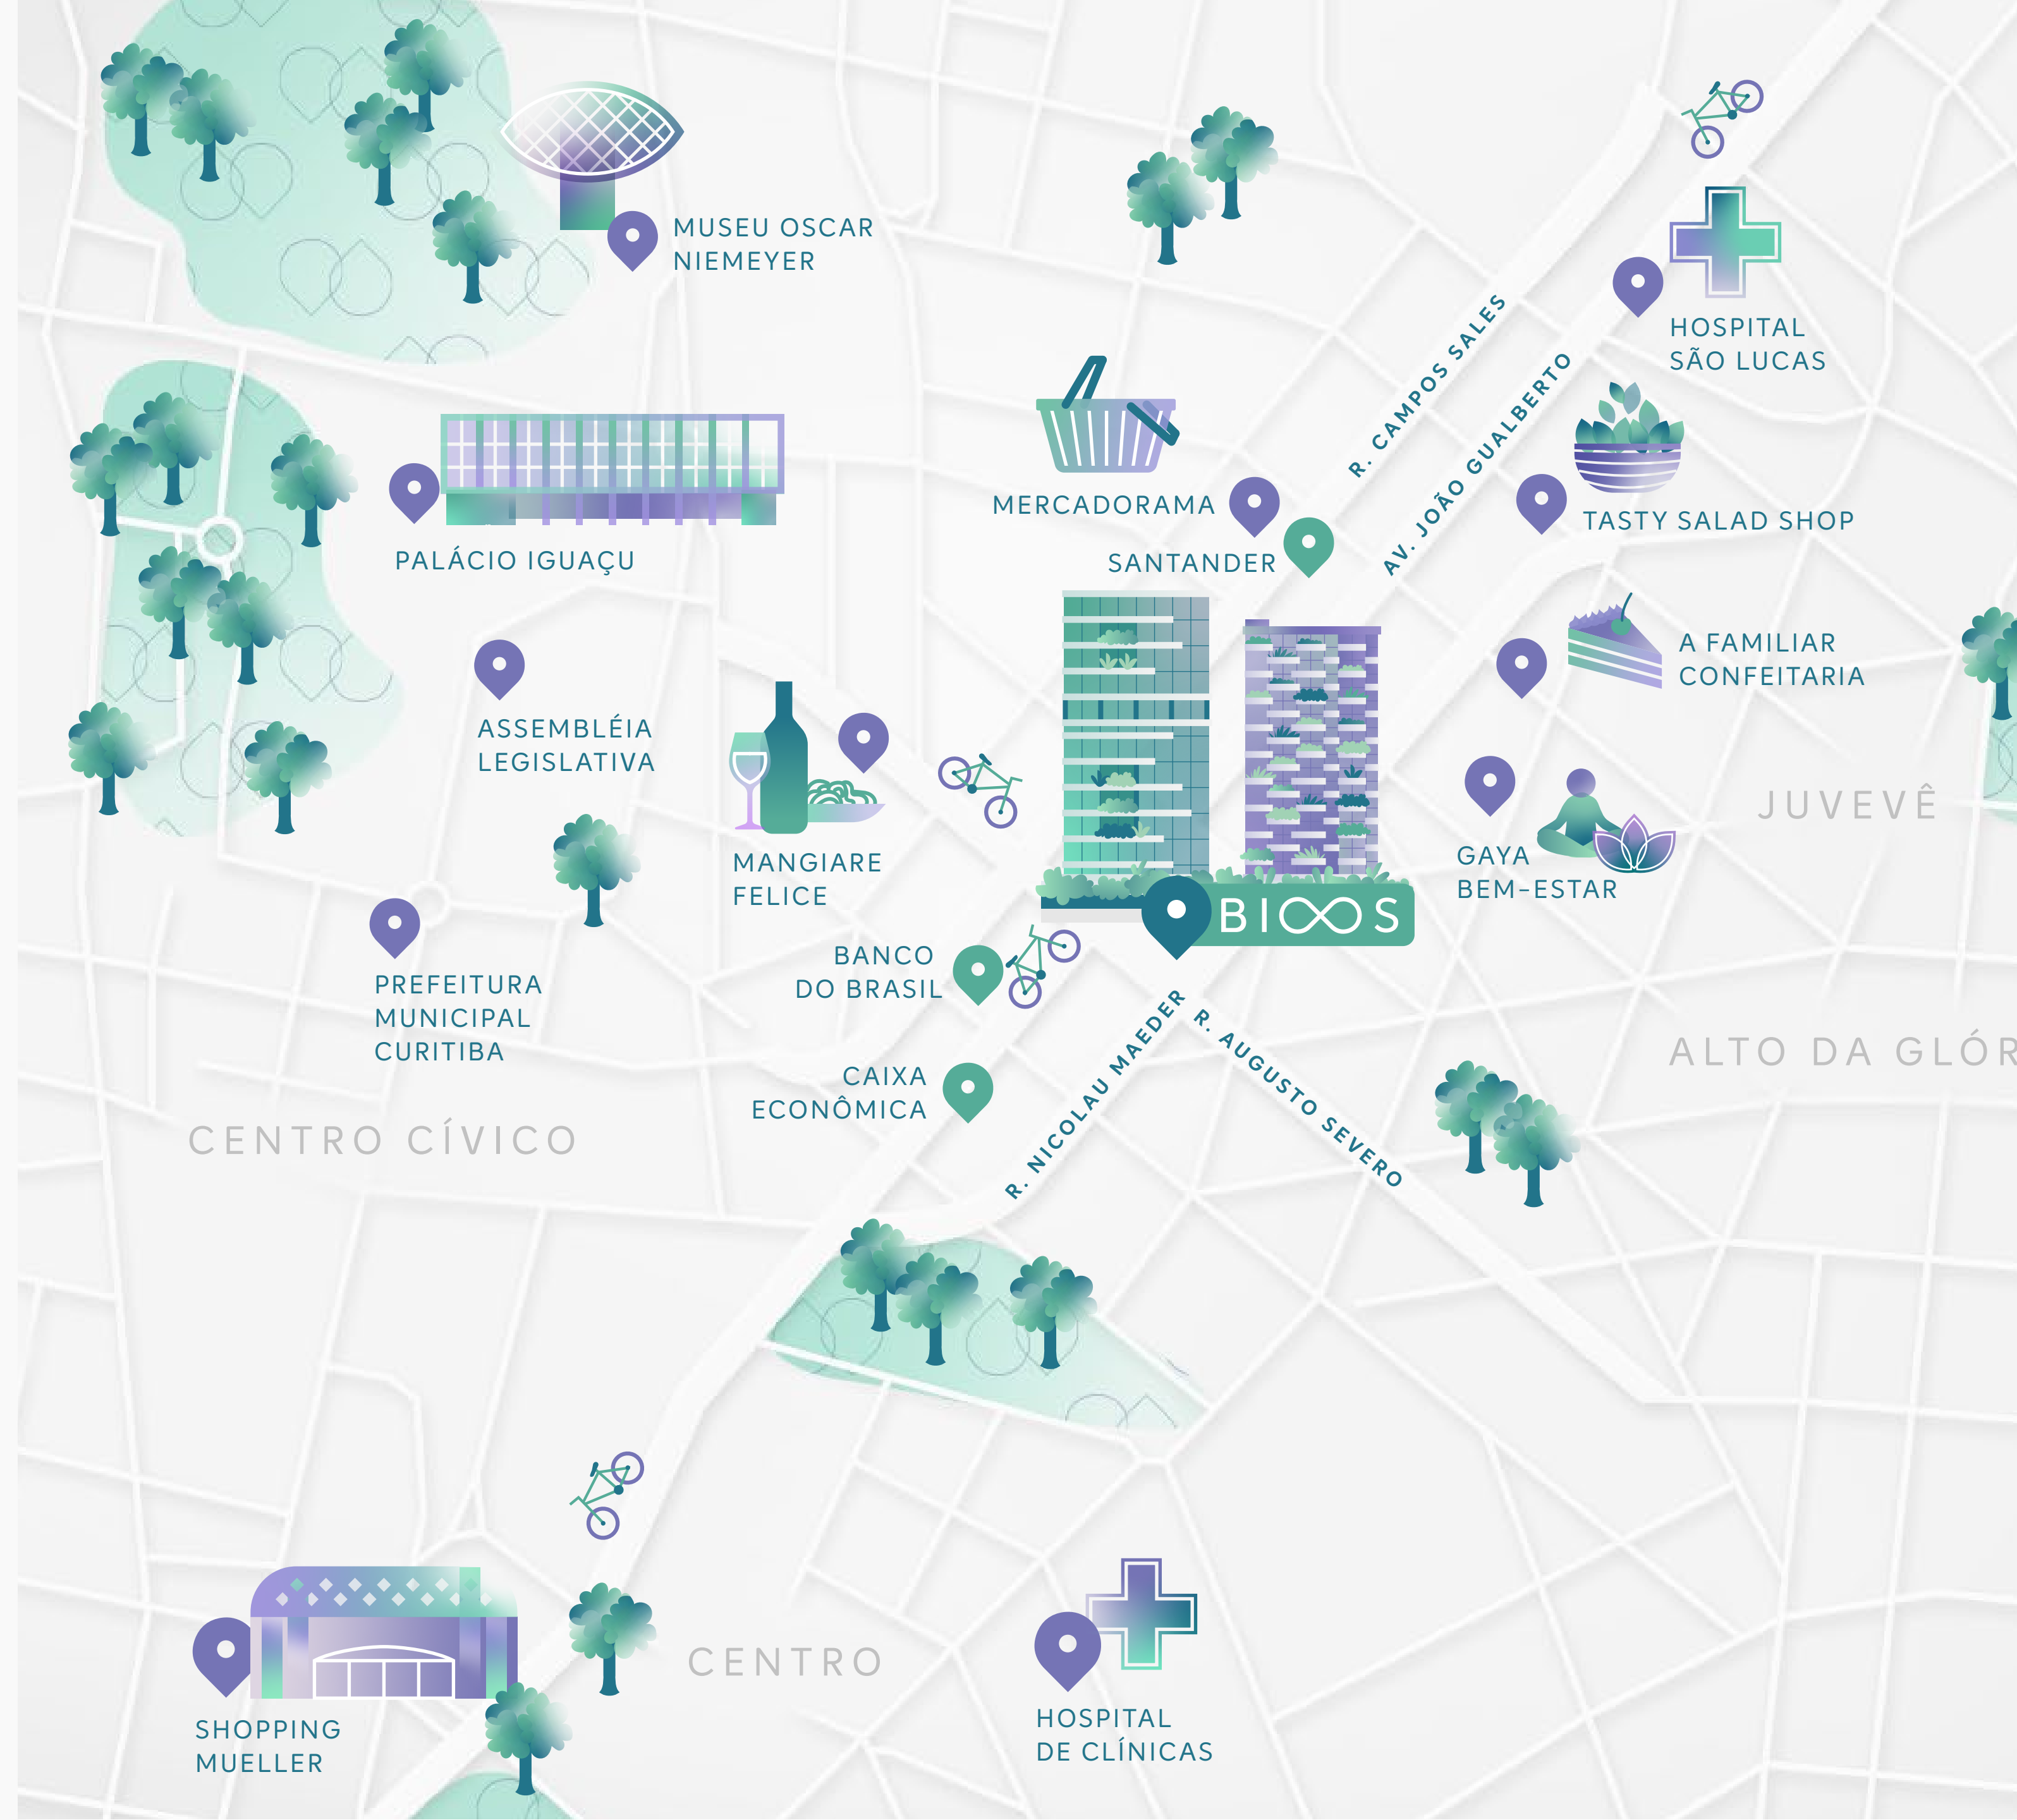 MUSEU OSCAR
NIEMEYER
HOSPITAL
SÃO LUCAS
R. CAMPOS SALES
AV. JOÃO GUALBERTO
MERCADORAMA
TASTY SALAD SHOP
PALÁCIO IGUAÇU
SANTANDER
A FAMILIAR
CONFEITARIA
ASSEMBLÉIA
LEGISLATIVA
JUVEVÊ
MANGIARE
FELICE
GAYA
BEM-ESTAR
BIOOS
BANCO
DO BRASIL
PREFEITURA
MUNICIPAL
CURITIBA
R. NICOLAU MAEDER
R. AUGUSTO SEVERO
ALTO DA GLÓR
CAIXA
ECONÔMICA
CENTRO CÍVICO
CENTRO
SHOPPING
MUELLER
HOSPITAL
DE CLÍNICAS